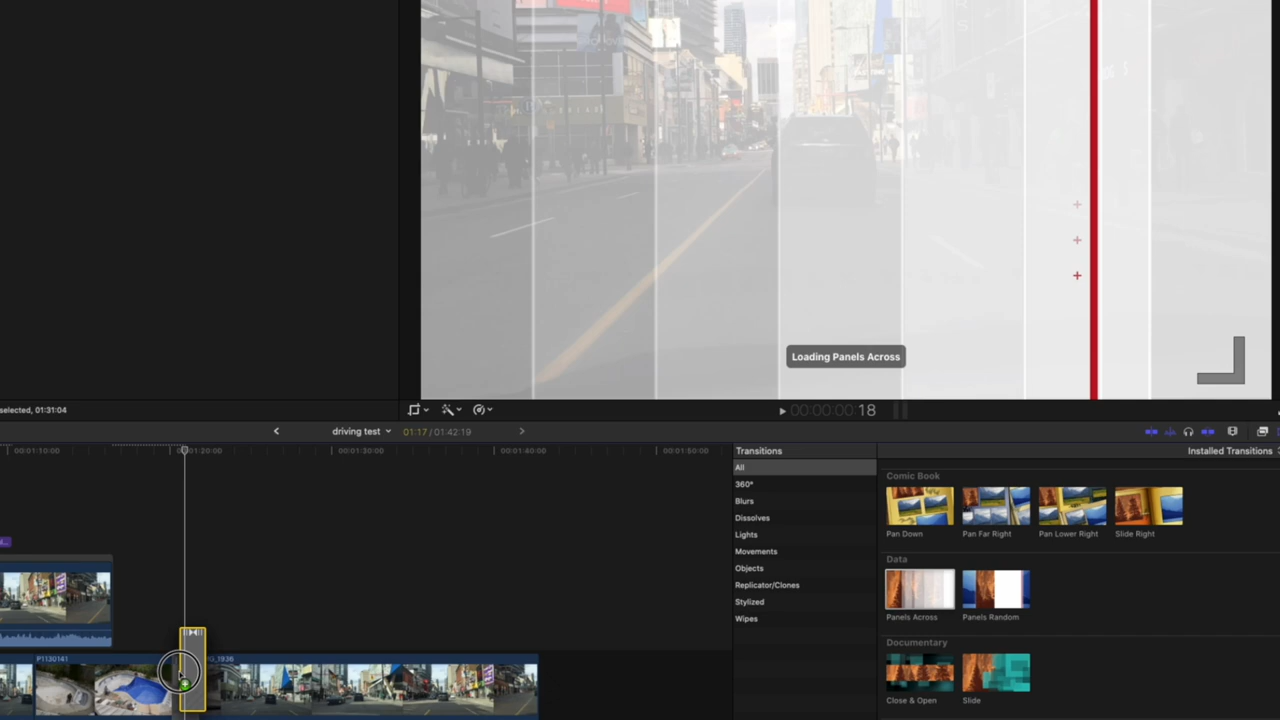 Loading Panels Across
selected, 01:31:04
00:00:00:18
driving test
01:17 / 01:42:19
Installed Transitions
00:01:10:00
00:01:20:00
00:01:30:00
00:01:40:00
00:01:50:00
Transitions
All
360°
Blurs
Dissolves
Lights
Movements
Objects
Replicator/Clones
Stylized
Wipes
Comic Book
Pan Down
Pan Far Right
Pan Lower Right
Slide Right
Data
Panels Across
Panels Random
Documentary
Close & Open
Slide
P1130141